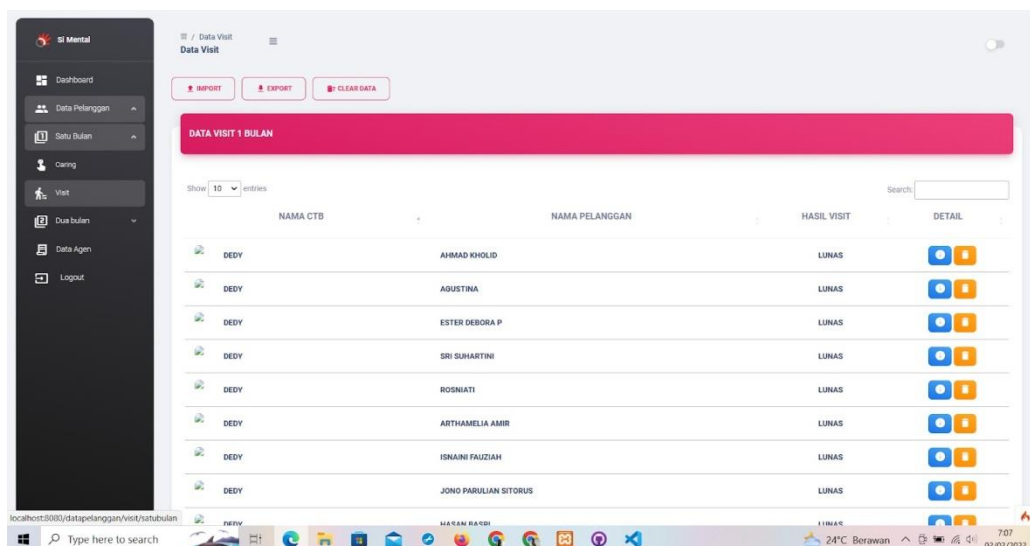 Si Mental
Dashboard
Data Pelanggan
Satu Bulan
Caring
Visit
Dua bulan
Data Agen
Logout
/ Data Visit
Data Visit
IMPORT
EXPORT
CLEAR DATA
DATA VISIT 1 BULAN
Show 10 entries
Search:
NAMA CTB NAMA PELANGGAN HASIL VISIT DETAIL
DEDY AHMAD KHOLID LUNAS
DEDY AGUSTINA LUNAS
DEDY ESTER DEBORA P LUNAS
DEDY SRI SUHARTINI LUNAS
DEDY ROSNIATI LUNAS
DEDY ARTHAMELIA AMIR LUNAS
DEDY ISNAINI FAUZIAH LUNAS
DEDY JONO PARULIAN SITORUS LUNAS
DEDY HASAN BASRI LUNAS
localhost:8080/datapelanggan/visit/satubulan
Type here to search
24°C Berawan
7:07